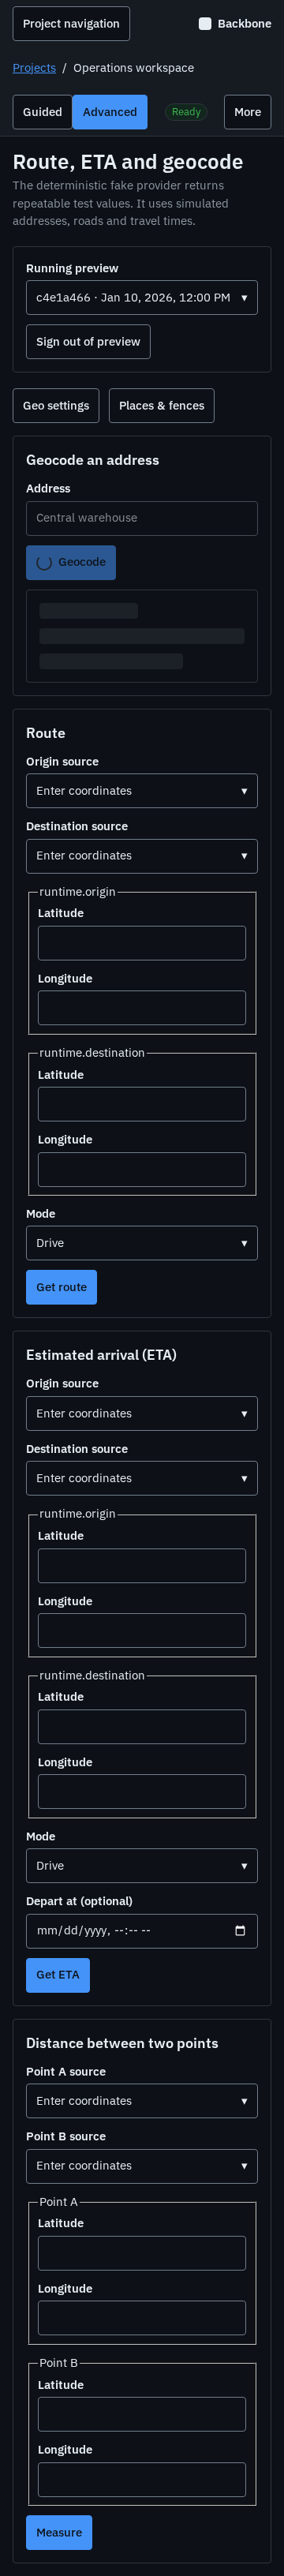 Project navigation
Backbone
Projects / Operations workspace
Guided
Advanced
Ready
More
Route, ETA and geocode
The deterministic fake provider returns
repeatable test values. It uses simulated
addresses, roads and travel times.
Running preview
c4e1a466 · Jan 10, 2026, 12:00 PM
Sign out of preview
Geo settings
Places & fences
Geocode an address
Address
Central warehouse
Geocode
Route
Origin source
Enter coordinates
Destination source
Enter coordinates
runtime.origin
Latitude
Longitude
runtime.destination
Latitude
Longitude
Mode
Drive
Get route
Estimated arrival (ETA)
Origin source
Enter coordinates
Destination source
Enter coordinates
runtime.origin
Latitude
Longitude
runtime.destination
Latitude
Longitude
Mode
Drive
Depart at (optional)
mm/dd/yyyy, --:-- --
Get ETA
Distance between two points
Point A source
Enter coordinates
Point B source
Enter coordinates
Point A
Latitude
Longitude
Point B
Latitude
Longitude
Measure